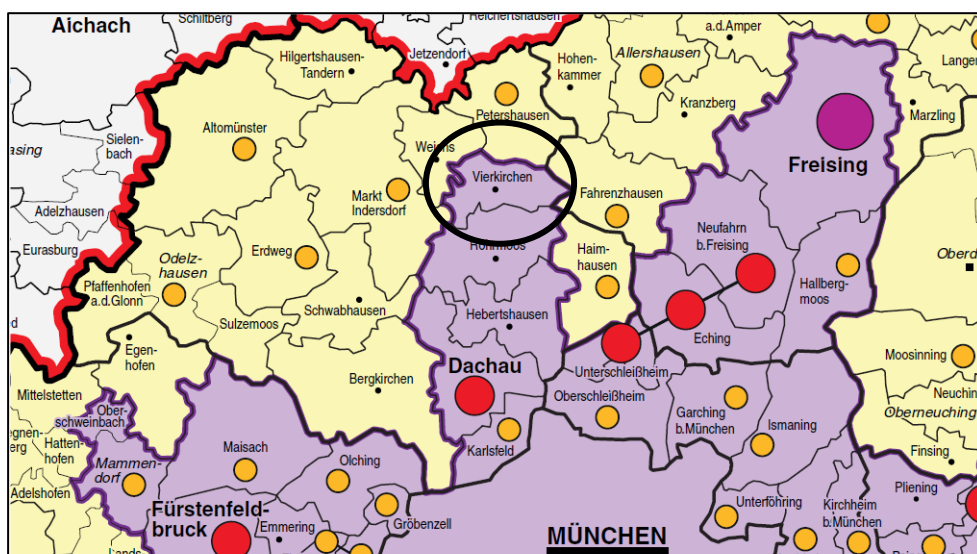 Aichach
Schiltberg
Hilgertshausen-
Tandern
Reichertshausen
Jetzendorf
Hohen-
kammer
a.d.Amper
Allershausen
Kranzberg
Langen
Marzling
Petershausen
Freising
asing
Sielen-
bach
Altomünster
Weichs
Vierkirchen
Markt
Indersdorf
Fahrenzhausen
Adelzhausen
Eurasburg
Neufahrn
b.Freising
Odelz-
hausen
Erdweg
Röhrmoos
Haim-
hausen
Oberd
Hallberg-
moos
Pfaffenhofen
a.d.Glonn
Sulzemoos
Schwabhausen
Hebertshausen
Eching
Egen-
hofen
Dachau
Unterschleißheim
Moosinning
Bergkirchen
Oberschleißheim
Mittelstetten
Ober-
schweinbach
Garching
b.München
Neuchin
Oberneuching
Ismaning
Hatten-
hofen
Maisach
Karlsfeld
Finsing
Mammen-
dorf
Olching
Adelshofen
Pliening
Fürstenfeld-
bruck
Emmering
Gröbenzell
Unterföhring
Kirchheim
b.München
MÜNCHEN